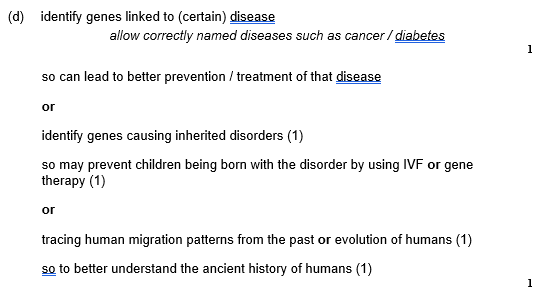 (d) identify genes linked to (certain) disease
allow correctly named diseases such as cancer / diabetes
1
so can lead to better prevention / treatment of that disease
or
identify genes causing inherited disorders (1)
so may prevent children being born with the disorder by using IVF or gene
therapy (1)
or
tracing human migration patterns from the past or evolution of humans (1)
so to better understand the ancient history of humans (1)
1